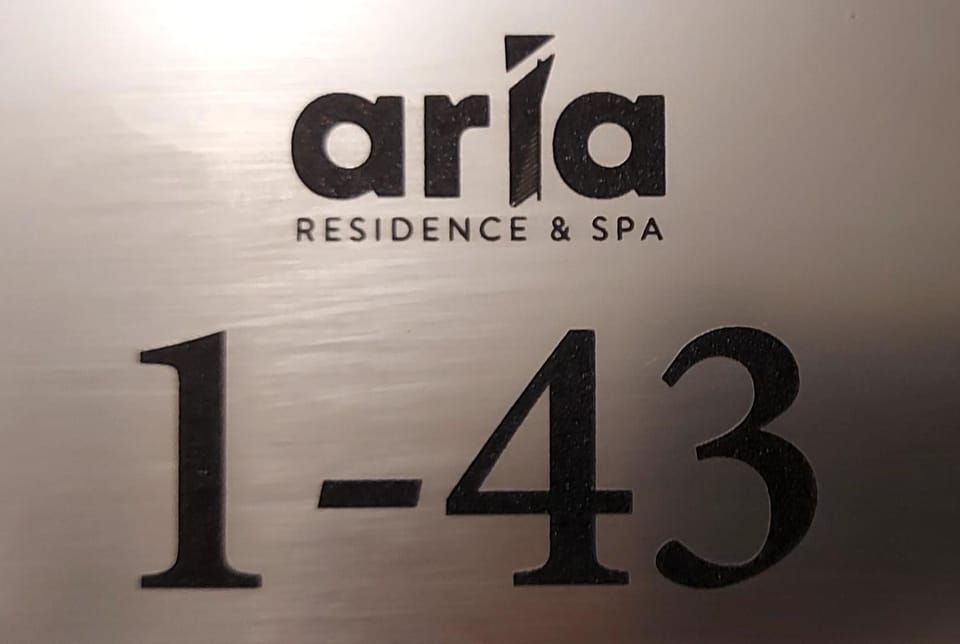 aria
RESIDENCE & SPA
1-43